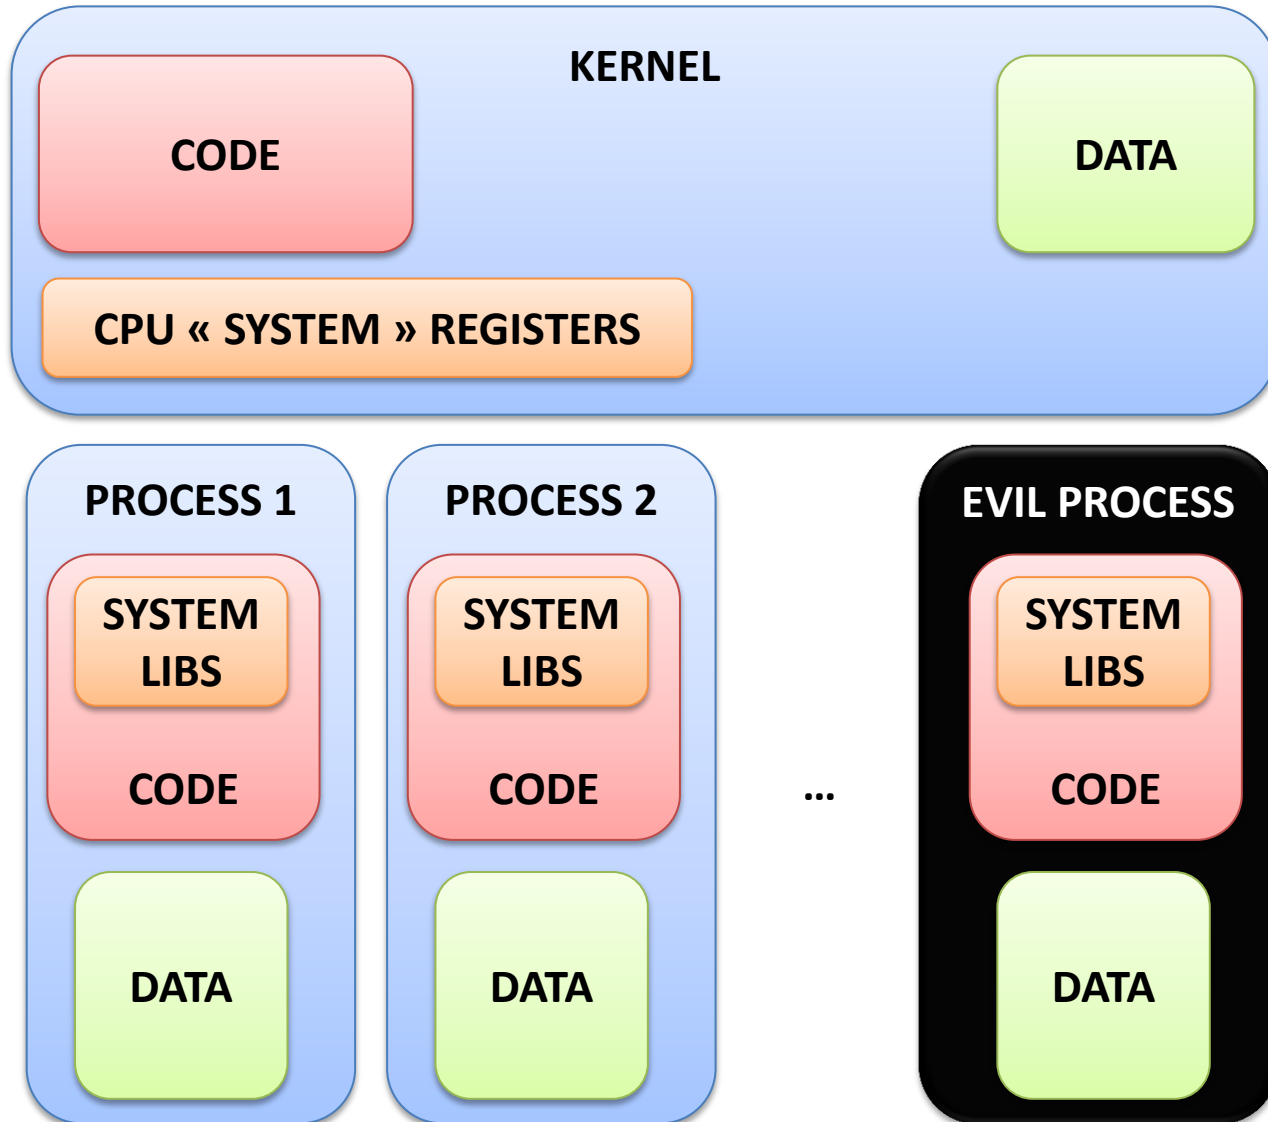 KERNEL
CODE
DATA
CPU « SYSTEM » REGISTERS
PROCESS 1
SYSTEM
LIBS
CODE
DATA
PROCESS 2
SYSTEM
LIBS
CODE
DATA
...
EVIL PROCESS
SYSTEM
LIBS
CODE
DATA